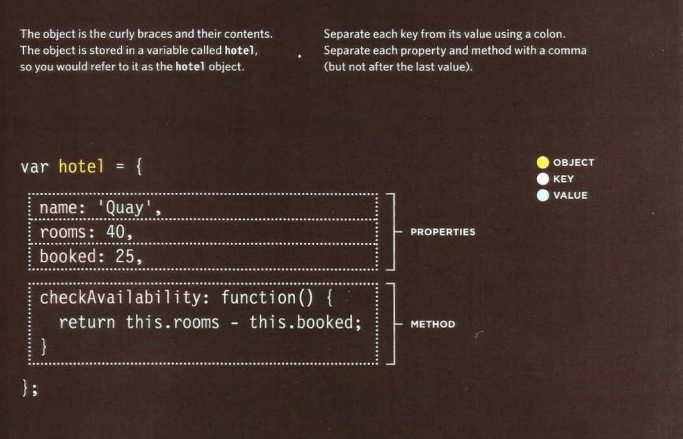 The object is the curly braces and their contents.
The object is stored in a variable called hotel,
so you would refer to it as the hotel object.
Separate each key from its value using a colon.
Separate each property and method with a comma
(but not after the last value).
var hotel = {
OBJECT
KEY
VALUE
name: 'Quay',
rooms: 40,
booked: 25,
PROPERTIES
checkAvailability: function() {
return this.rooms - this.booked;
}
METHOD
};